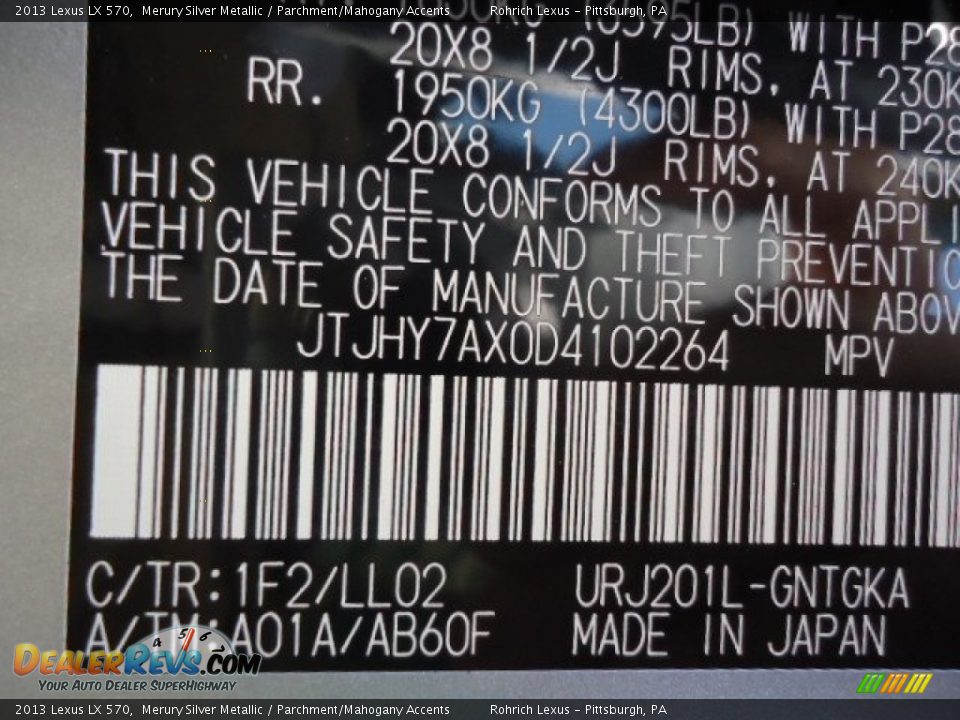 2013 Lexus LX 570, Merury Silver Metallic / Parchment/Mahogany Accents Rohrich Lexus - Pittsburgh, PA
WITH P28
20X8 1/2J RIMS, AT 230K
RR. 1950KG (4300LB) WITH P28
20X8 1/2J RIMS, AT 240K
THIS VEHICLE CONFORMS TO ALL APPLI
VEHICLE SAFETY AND THEFT PREVENTIO
THE DATE OF MANUFACTURE SHOWN ABOV
JTJHY7AX0D4102264 MPV
C/TR:1F2/LL02 URJ201L-GNTGKA
A/TM:A01A/AB60F MADE IN JAPAN
DealerRevs.com
Your Auto Dealer SuperHighway
2013 Lexus LX 570, Merury Silver Metallic / Parchment/Mahogany Accents Rohrich Lexus - Pittsburgh, PA